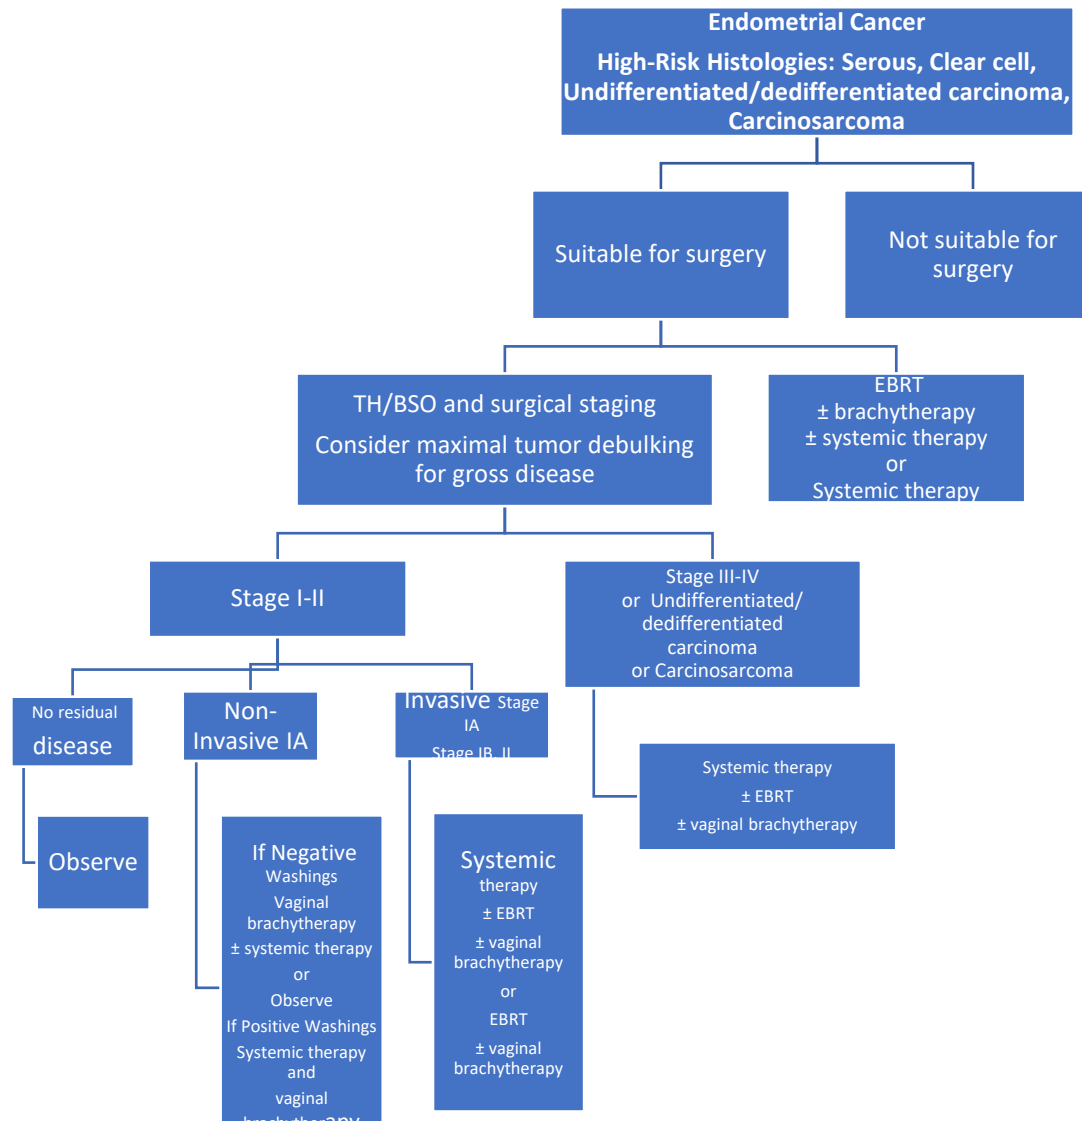 Endometrial Cancer
High-Risk Histologies: Serous, Clear cell,
Undifferentiated/dedifferentiated carcinoma,
Carcinosarcoma
Suitable for surgery
Not suitable for
surgery
TH/BSO and surgical staging
Consider maximal tumor debulking
for gross disease
EBRT
± brachytherapy
± systemic therapy
or
Systemic therapy
Stage I-II
Stage III-IV
or Undifferentiated/
dedifferentiated
carcinoma
or Carcinosarcoma
No residual
disease
Non-
Invasive IA
Invasive Stage
IA
Stage IB, II
Systemic therapy
± EBRT
± vaginal brachytherapy
Observe
If Negative
Washings
Vaginal
brachytherapy
± systemic therapy
or
Observe
If Positive Washings
Systemic therapy
and
vaginal
brachytherapy
Systemic
therapy
± EBRT
± vaginal
brachytherapy
or
EBRT
± vaginal
brachytherapy